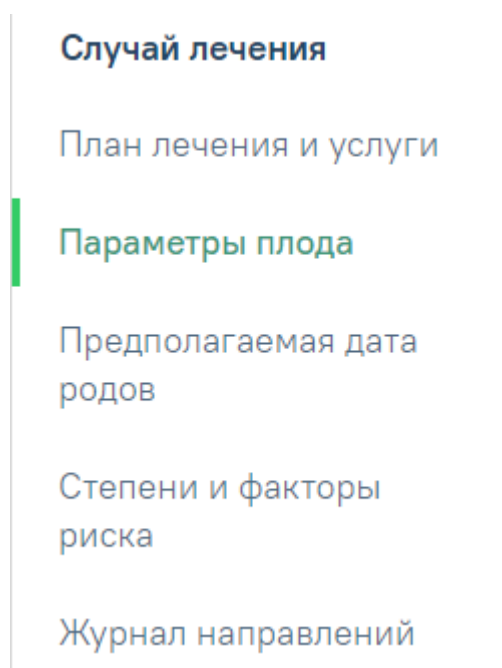 Случай лечения
План лечения и услуги
Параметры плода
Предполагаемая дата
родов
Степени и факторы
риска
Журнал направлений